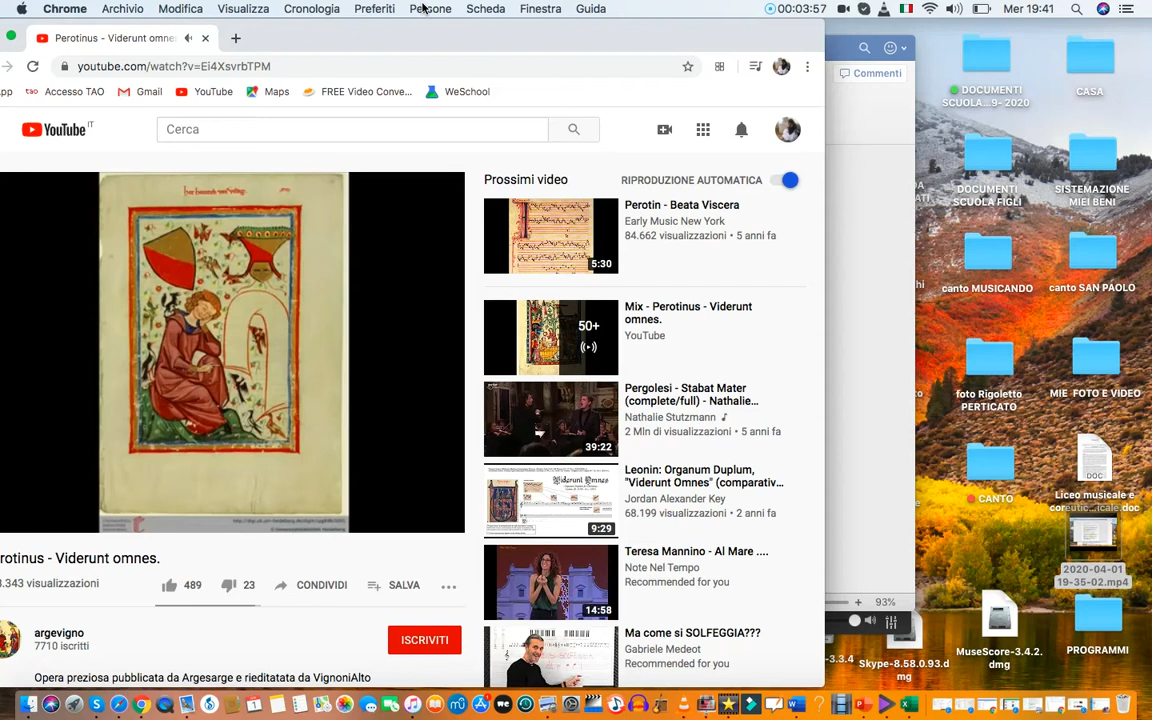 Chrome Archivio Modifica Visualizza Cronologia Preferiti Persone Scheda Finestra Guida 00:03:57 Mer 19:41
Perotinus - Viderunt omnes
youtube.com/watch?v=Ei4XsvrbTPM
Accesso TAO Gmail YouTube Maps FREE Video Conve... WeSchool
YouTube IT
Cerca
Prossimi video
RIPRODUZIONE AUTOMATICA
Perotin - Beata Viscera
Early Music New York
84.662 visualizzazioni • 5 anni fa
5:30
Mix - Perotinus - Viderunt
omnes.
YouTube
50+
Pergolesi - Stabat Mater
(complete/full) - Nathalie...
Nathalie Stutzmann
2 Mln di visualizzazioni • 5 anni fa
39:22
Leonin: Organum Duplum,
"Viderunt Omnes" (comparativ...
Jordan Alexander Key
68.199 visualizzazioni • 2 anni fa
9:29
Teresa Mannino - Al Mare ....
Note Nel Tempo
Recommended for you
14:58
Ma come si SOLFEGGIA???
Gabriele Medeot
Recommended for you
rotinus - Viderunt omnes.
.343 visualizzazioni
489 23 CONDIVIDI SALVA
argevigno
7710 iscritti
ISCRIVITI
Opera preziosa pubblicata da Argesarge e rieditata da VignoniAlto
Commenti
93%
DOCUMENTI
SCUOLA...9- 2020
CASA
DOCUMENTI
SCUOLA FIGLI
SISTEMAZIONE
MIEI BENI
canto MUSICANDO
canto SAN PAOLO
foto Rigoletto
PERTICATO
MIE FOTO E VIDEO
CANTO
Liceo musicale e
coreutic...icale.doc
2020-04-01
19-35-02.mp4
-3.3.4
Skype-8.58.0.93.d
mg
MuseScore-3.4.2.
dmg
PROGRAMMI